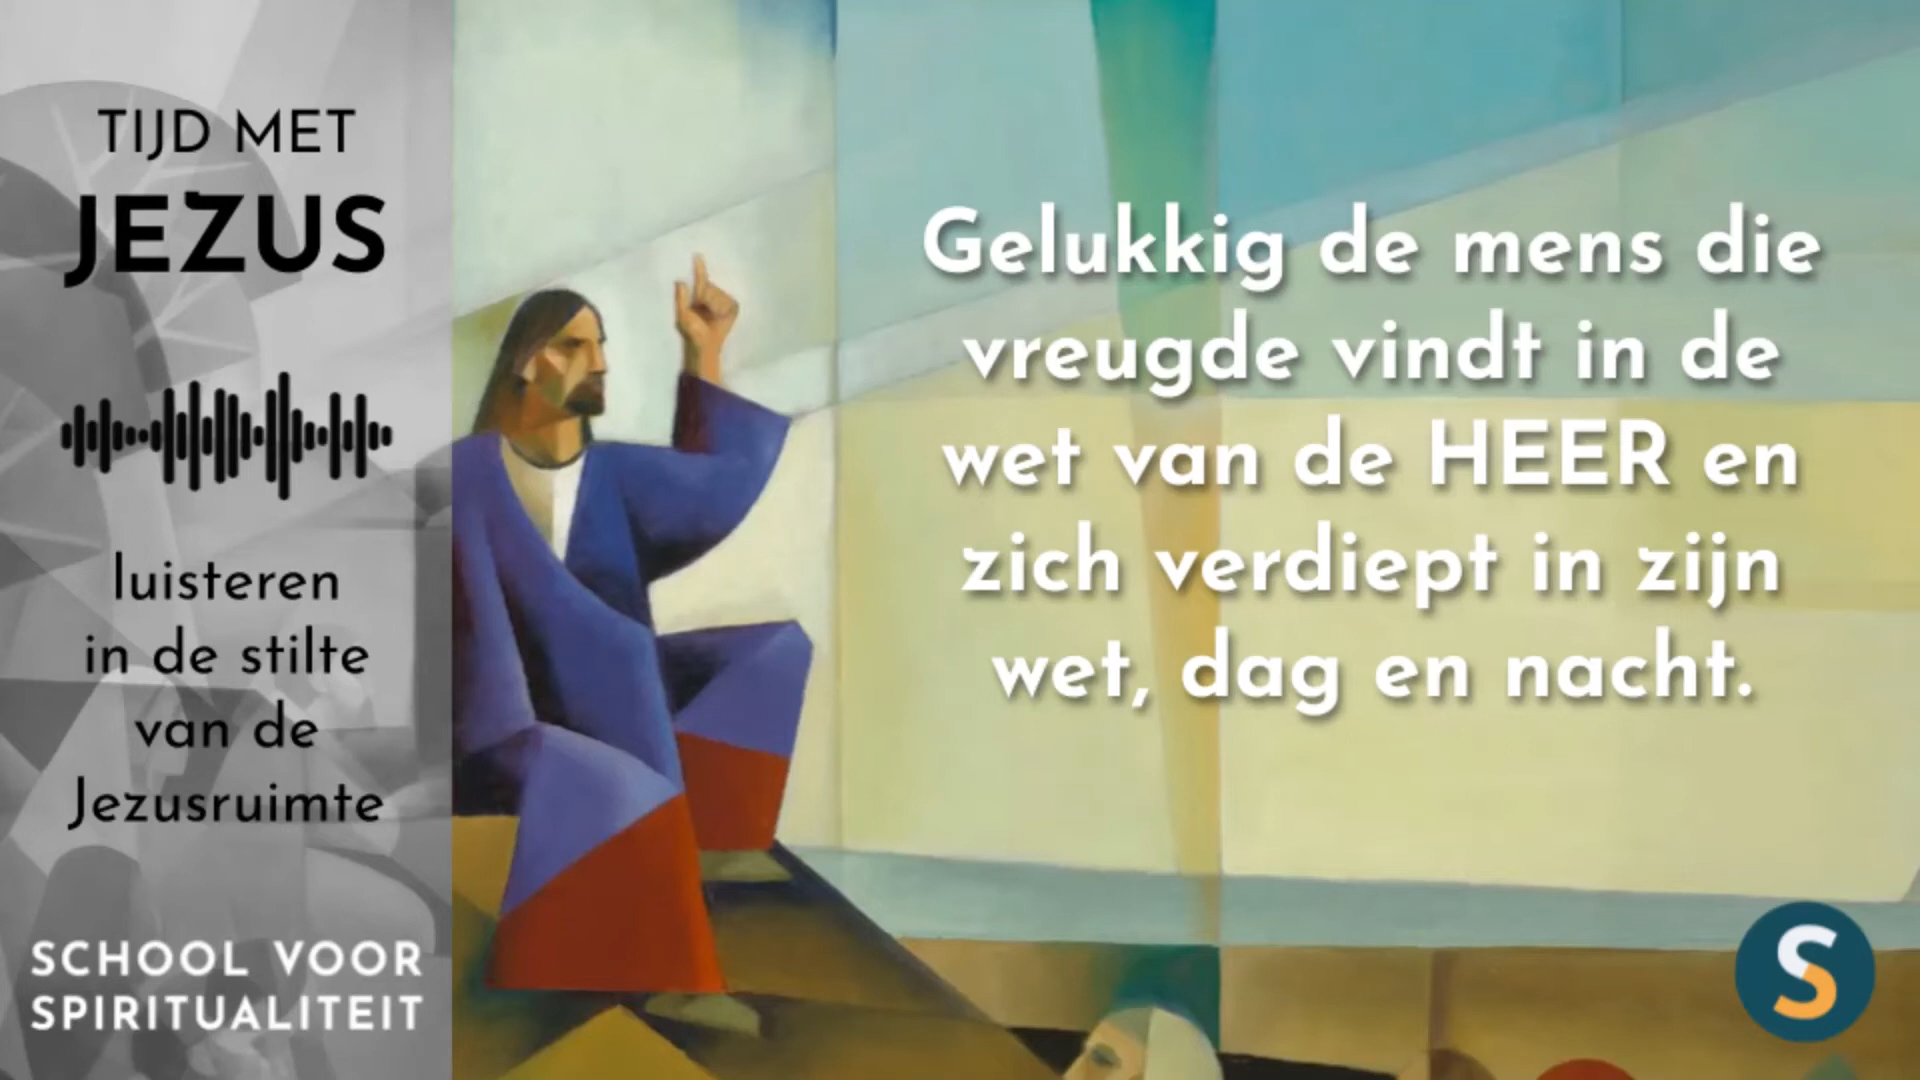 TIJD MET
JEZUS
luisteren
in de stilte
van de
Jezusruimte
SCHOOL VOOR
SPIRITUALITEIT
Gelukkig de mens die
vreugde vindt in de
wet van de HEER en
zich verdiept in zijn
wet, dag en nacht.
S